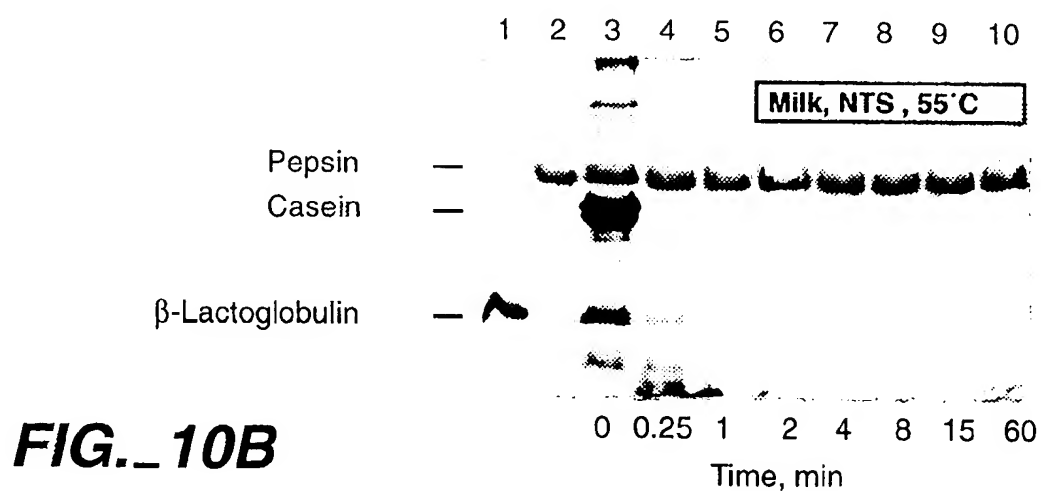 1 2 3 4 5 6 7 8 9 10
Milk, NTS , 55°C
Pepsin —
Casein —
β-Lactoglobulin —
0 0.25 1 2 4 8 15 60
Time, min
FIG._10B